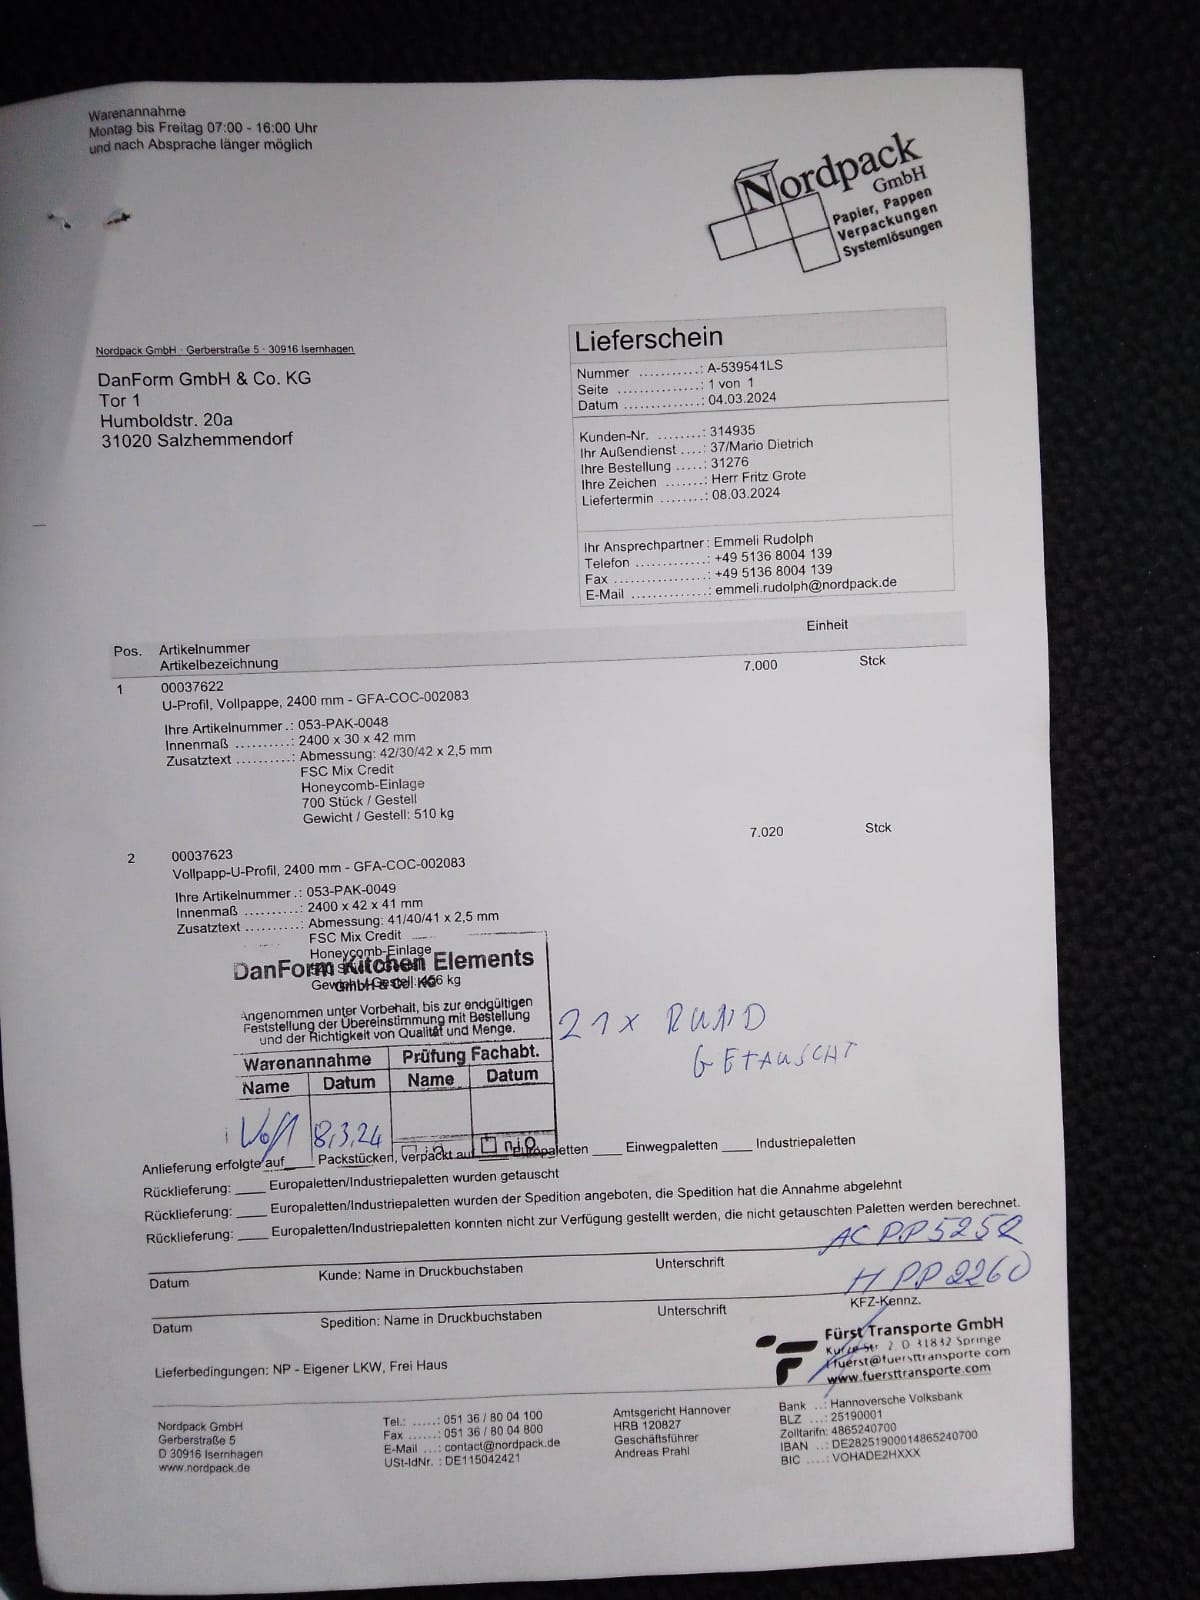 Warenannahme
Montag bis Freitag 07:00 - 16:00 Uhr
und nach Absprache länger möglich
Nordpack
GmbH
Papier, Pappen
Verpackungen
Systemlösungen
Nordpack GmbH · Gerberstraße 5 · 30916 Isernhagen
DanForm GmbH & Co. KG
Tor 1
Humboldstr. 20a
31020 Salzhemmendorf
Lieferschein
Nummer ..........: A-539541LS
Seite ..............: 1 von 1
Datum ..............: 04.03.2024
Kunden-Nr. ........: 314935
Ihr Außendienst ....: 37/Mario Dietrich
Ihre Bestellung .....: 31276
Ihre Zeichen .......: Herr Fritz Grote
Liefertermin ........: 08.03.2024
Ihr Ansprechpartner : Emmeli Rudolph
Telefon ............: +49 5136 8004 139
Fax ................: +49 5136 8004 139
E-Mail ..............: emmeli.rudolph@nordpack.de
Pos. Artikelnummer Einheit
Artikelbezeichnung
1 00037622 7.000 Stck
U-Profil, Vollpappe, 2400 mm - GFA-COC-002083
Ihre Artikelnummer .: 053-PAK-0048
Innenmaß ..........: 2400 x 30 x 42 mm
Zusatztext ..........: Abmessung: 42/30/42 x 2,5 mm
FSC Mix Credit
Honeycomb-Einlage
700 Stück / Gestell
Gewicht / Gestell: 510 kg
2 00037623 7.020 Stck
Vollpapp-U-Profil, 2400 mm - GFA-COC-002083
Ihre Artikelnummer .: 053-PAK-0049
Innenmaß ..........: 2400 x 42 x 41 mm
Zusatztext ..........: Abmessung: 41/40/41 x 2,5 mm
FSC Mix Credit
Honeycomb-Einlage
DanForm Kitchen Elements
GmbH & Co. KG
Angenommen unter Vorbehalt, bis zur endgültigen
Feststellung der Übereinstimmung mit Bestellung
und der Richtigkeit von Qualität und Menge.
Warenannahme Prüfung Fachabt.
Name Datum Name Datum
8.3.24
n.i.O.
21 x RUND
GETAUSCHT
Anlieferung erfolgte auf ____ Packstücken, verpackt auf Europaletten ____ Einwegpaletten ____ Industriepaletten
Rücklieferung: ____ Europaletten/Industriepaletten wurden getauscht
Rücklieferung: ____ Europaletten/Industriepaletten wurden der Spedition angeboten, die Spedition hat die Annahme abgelehnt
Rücklieferung: ____ Europaletten/Industriepaletten konnten nicht zur Verfügung gestellt werden, die nicht getauschten Paletten werden berechnet.
H PP 2260
Datum Kunde: Name in Druckbuchstaben Unterschrift
KFZ-Kennz.
Datum Spedition: Name in Druckbuchstaben Unterschrift
Fürst Transporte GmbH
D 31832 Springe
fuerst@fuersttransporte.com
www.fuersttransporte.com
Lieferbedingungen: NP - Eigener LKW, Frei Haus
Nordpack GmbH
Gerberstraße 5
D 30916 Isernhagen
www.nordpack.de
Tel.: .....: 051 36 / 80 04 100
Fax .....: 051 36 / 80 04 800
E-Mail ...: contact@nordpack.de
USt-IdNr. : DE115042421
Amtsgericht Hannover
HRB 120827
Geschäftsführer
Andreas Prahl
Bank ..: Hannoversche Volksbank
BLZ ...: 25190001
Zolltarifn: 4865240700
IBAN ..: DE28251900014865240700
BIC ....: VOHADE2HXXX